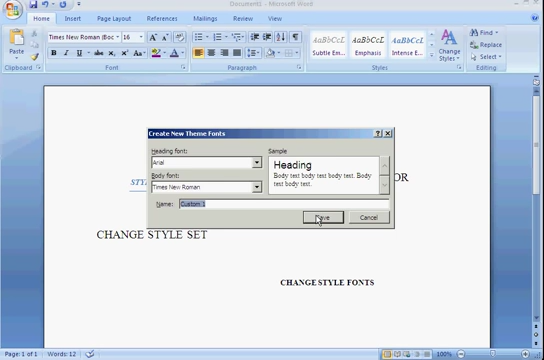 Document1 - Microsoft Word
Home Insert Page Layout References Mailings Review View
Times New Roman (Boc 16
Paste
AaBbCcL AaBbCcL AaBbCcL
Subtle Em... Emphasis Intense E...
Change Styles
Find
Replace
Select
Clipboard Font Paragraph Styles Editing
Create New Theme Fonts
Heading font:
Arial
Body font:
Times New Roman
Sample
Heading
Body text body text body text. Body
text body text.
Name: Custom 1
Save Cancel
STY
OR
CHANGE STYLE SET
CHANGE STYLE FONTS
Page: 1 of 1 Words: 12 100%